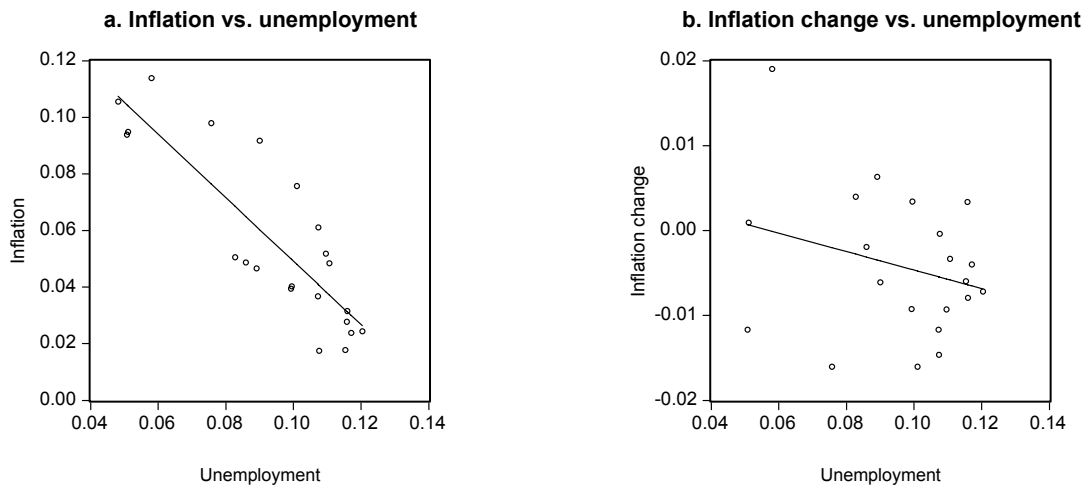 a. Inflation vs. unemployment
0.12
0.10
0.08
0.06
0.04
0.02
0.00
Inflation
0.04 0.06 0.08 0.10 0.12 0.14
Unemployment
b. Inflation change vs. unemployment
0.02
0.01
0.00
-0.01
-0.02
Inflation change
0.04 0.06 0.08 0.10 0.12 0.14
Unemployment